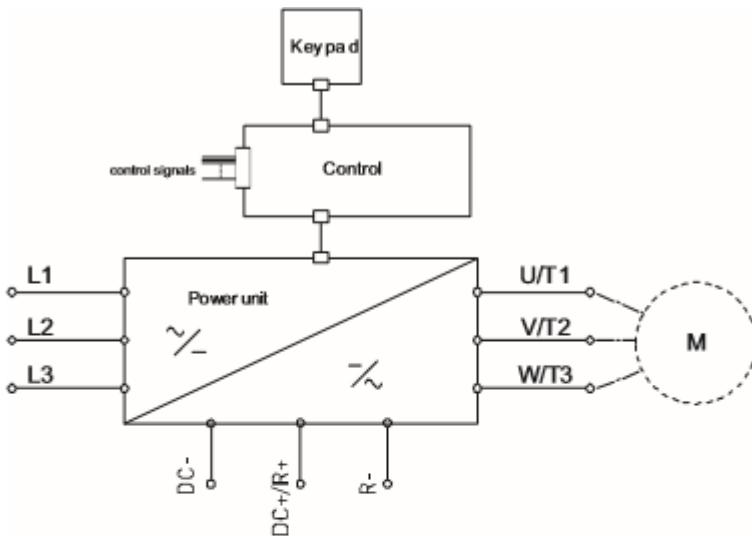 Keypad
control signals
Control
L1
U/T1
Power unit
L2
V/T2
M
L3
W/T3
DC-
DC+/R+
R-